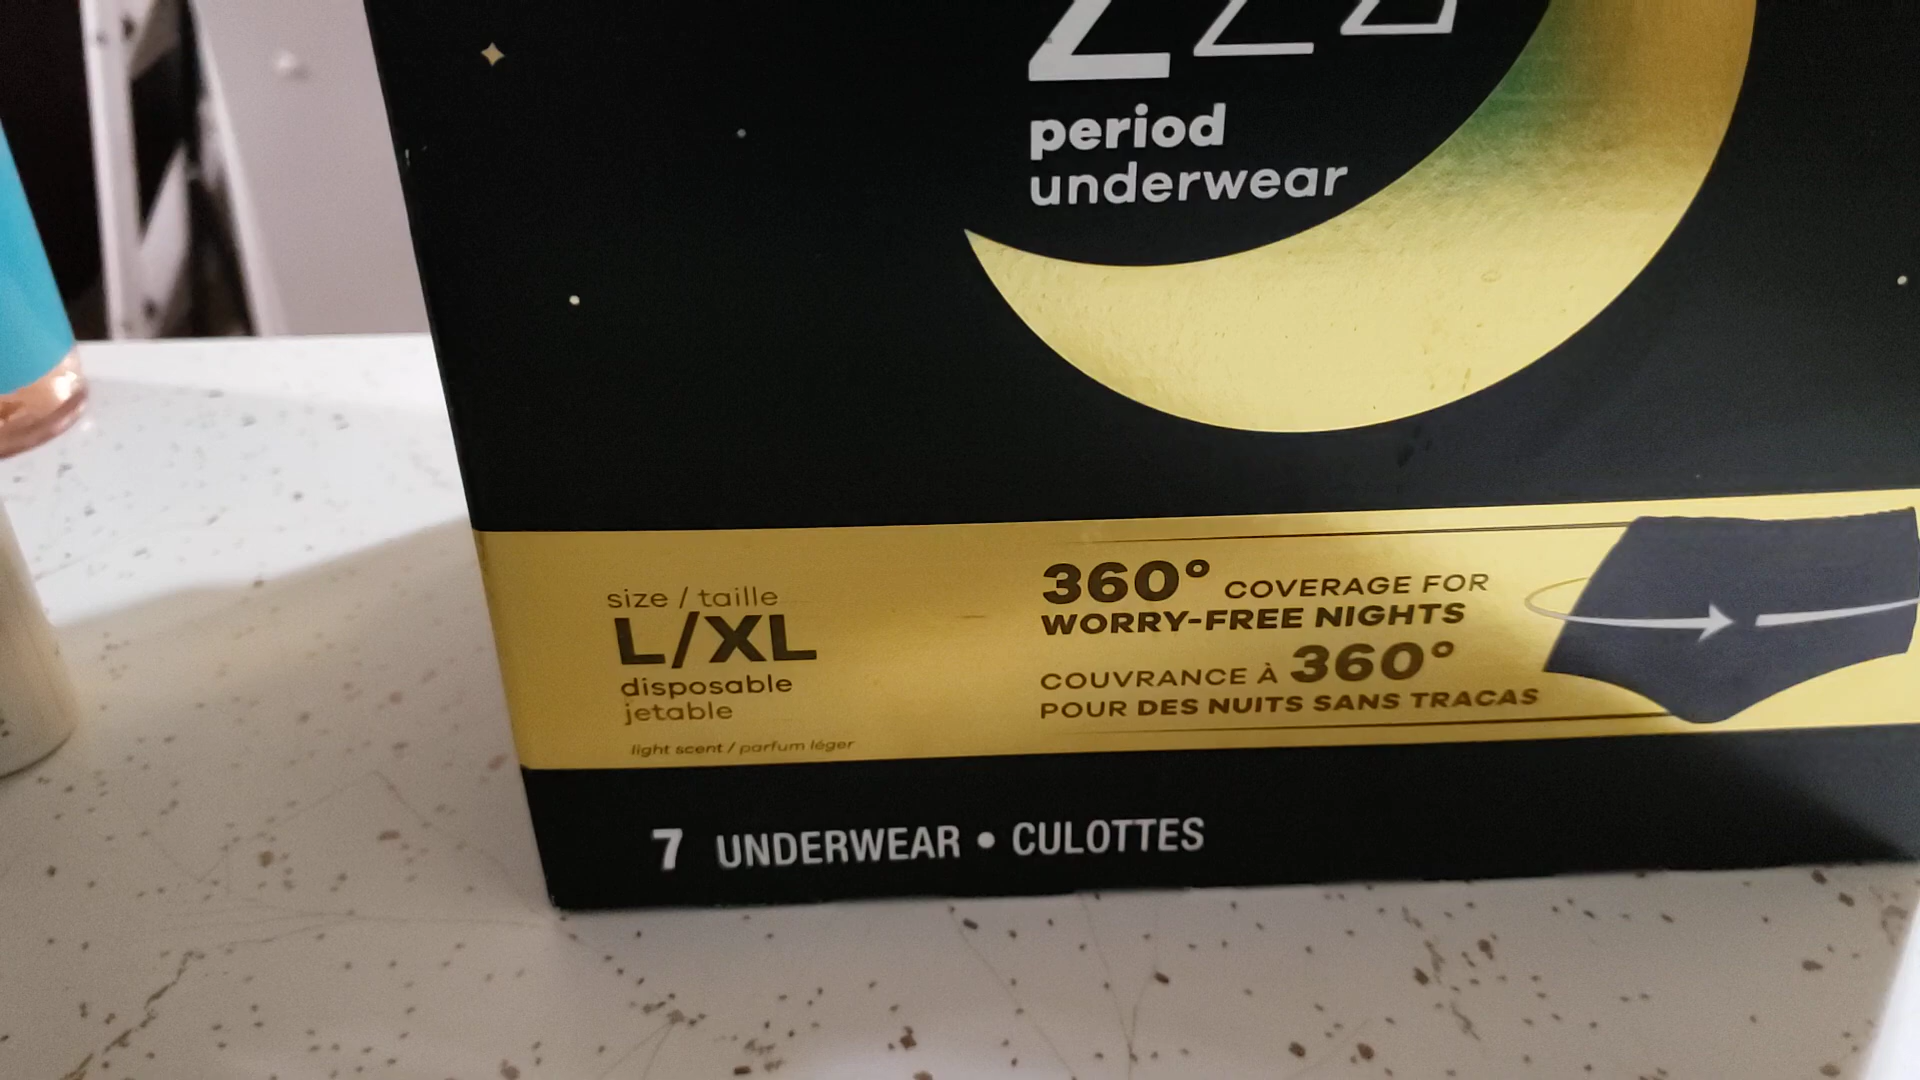 ZZZ
period
underwear
size / taille
L/XL
disposable
jetable
light scent / parfum léger
360° COVERAGE FOR
WORRY-FREE NIGHTS
COUVRANCE À 360°
POUR DES NUITS SANS TRACAS
7 UNDERWEAR • CULOTTES